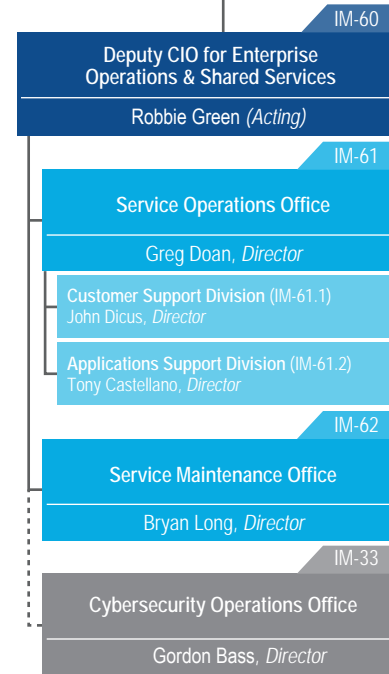 IM-60
Deputy CIO for Enterprise
Operations & Shared Services
Robbie Green (Acting)
IM-61
Service Operations Office
Greg Doan, Director
Customer Support Division (IM-61.1)
John Dicus, Director
Applications Support Division (IM-61.2)
Tony Castellano, Director
IM-62
Service Maintenance Office
Bryan Long, Director
IM-33
Cybersecurity Operations Office
Gordon Bass, Director